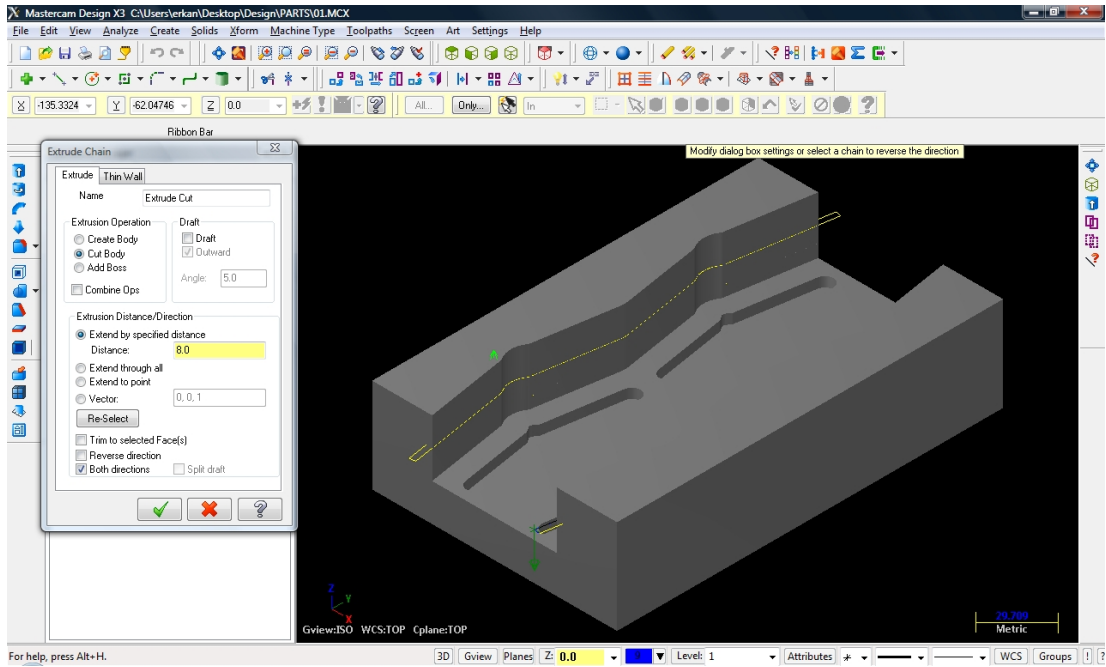 Mastercam Design X3 C:\Users\erkan\Desktop\Design\PARTS\01.MCX
File Edit View Analyze Create Solids Xform Machine Type Toolpaths Screen Art Settings Help
X -135.3324 Y -62.04746 Z 0.0 All... Only... In
Ribbon Bar
Extrude Chain
Modify dialog box settings or select a chain to reverse the direction
Extrude Thin Wall
Name Extrude Cut
Extrusion Operation Draft
Create Body Draft
Cut Body Outward
Add Boss
Angle: 5.0
Combine Ops
Extrusion Distance/Direction
Extend by specified distance
Distance: 8.0
Extend through all
Extend to point
Vector: 0, 0, 1
Re-Select
Trim to selected Face(s)
Reverse direction
Both directions Split draft
Z
Y
X
29.709
Gview:ISO WCS:TOP Cplane:TOP
Metric
For help, press Alt+H.
3D Gview Planes Z: 0.0 Level: 1 Attributes WCS Groups ! ?